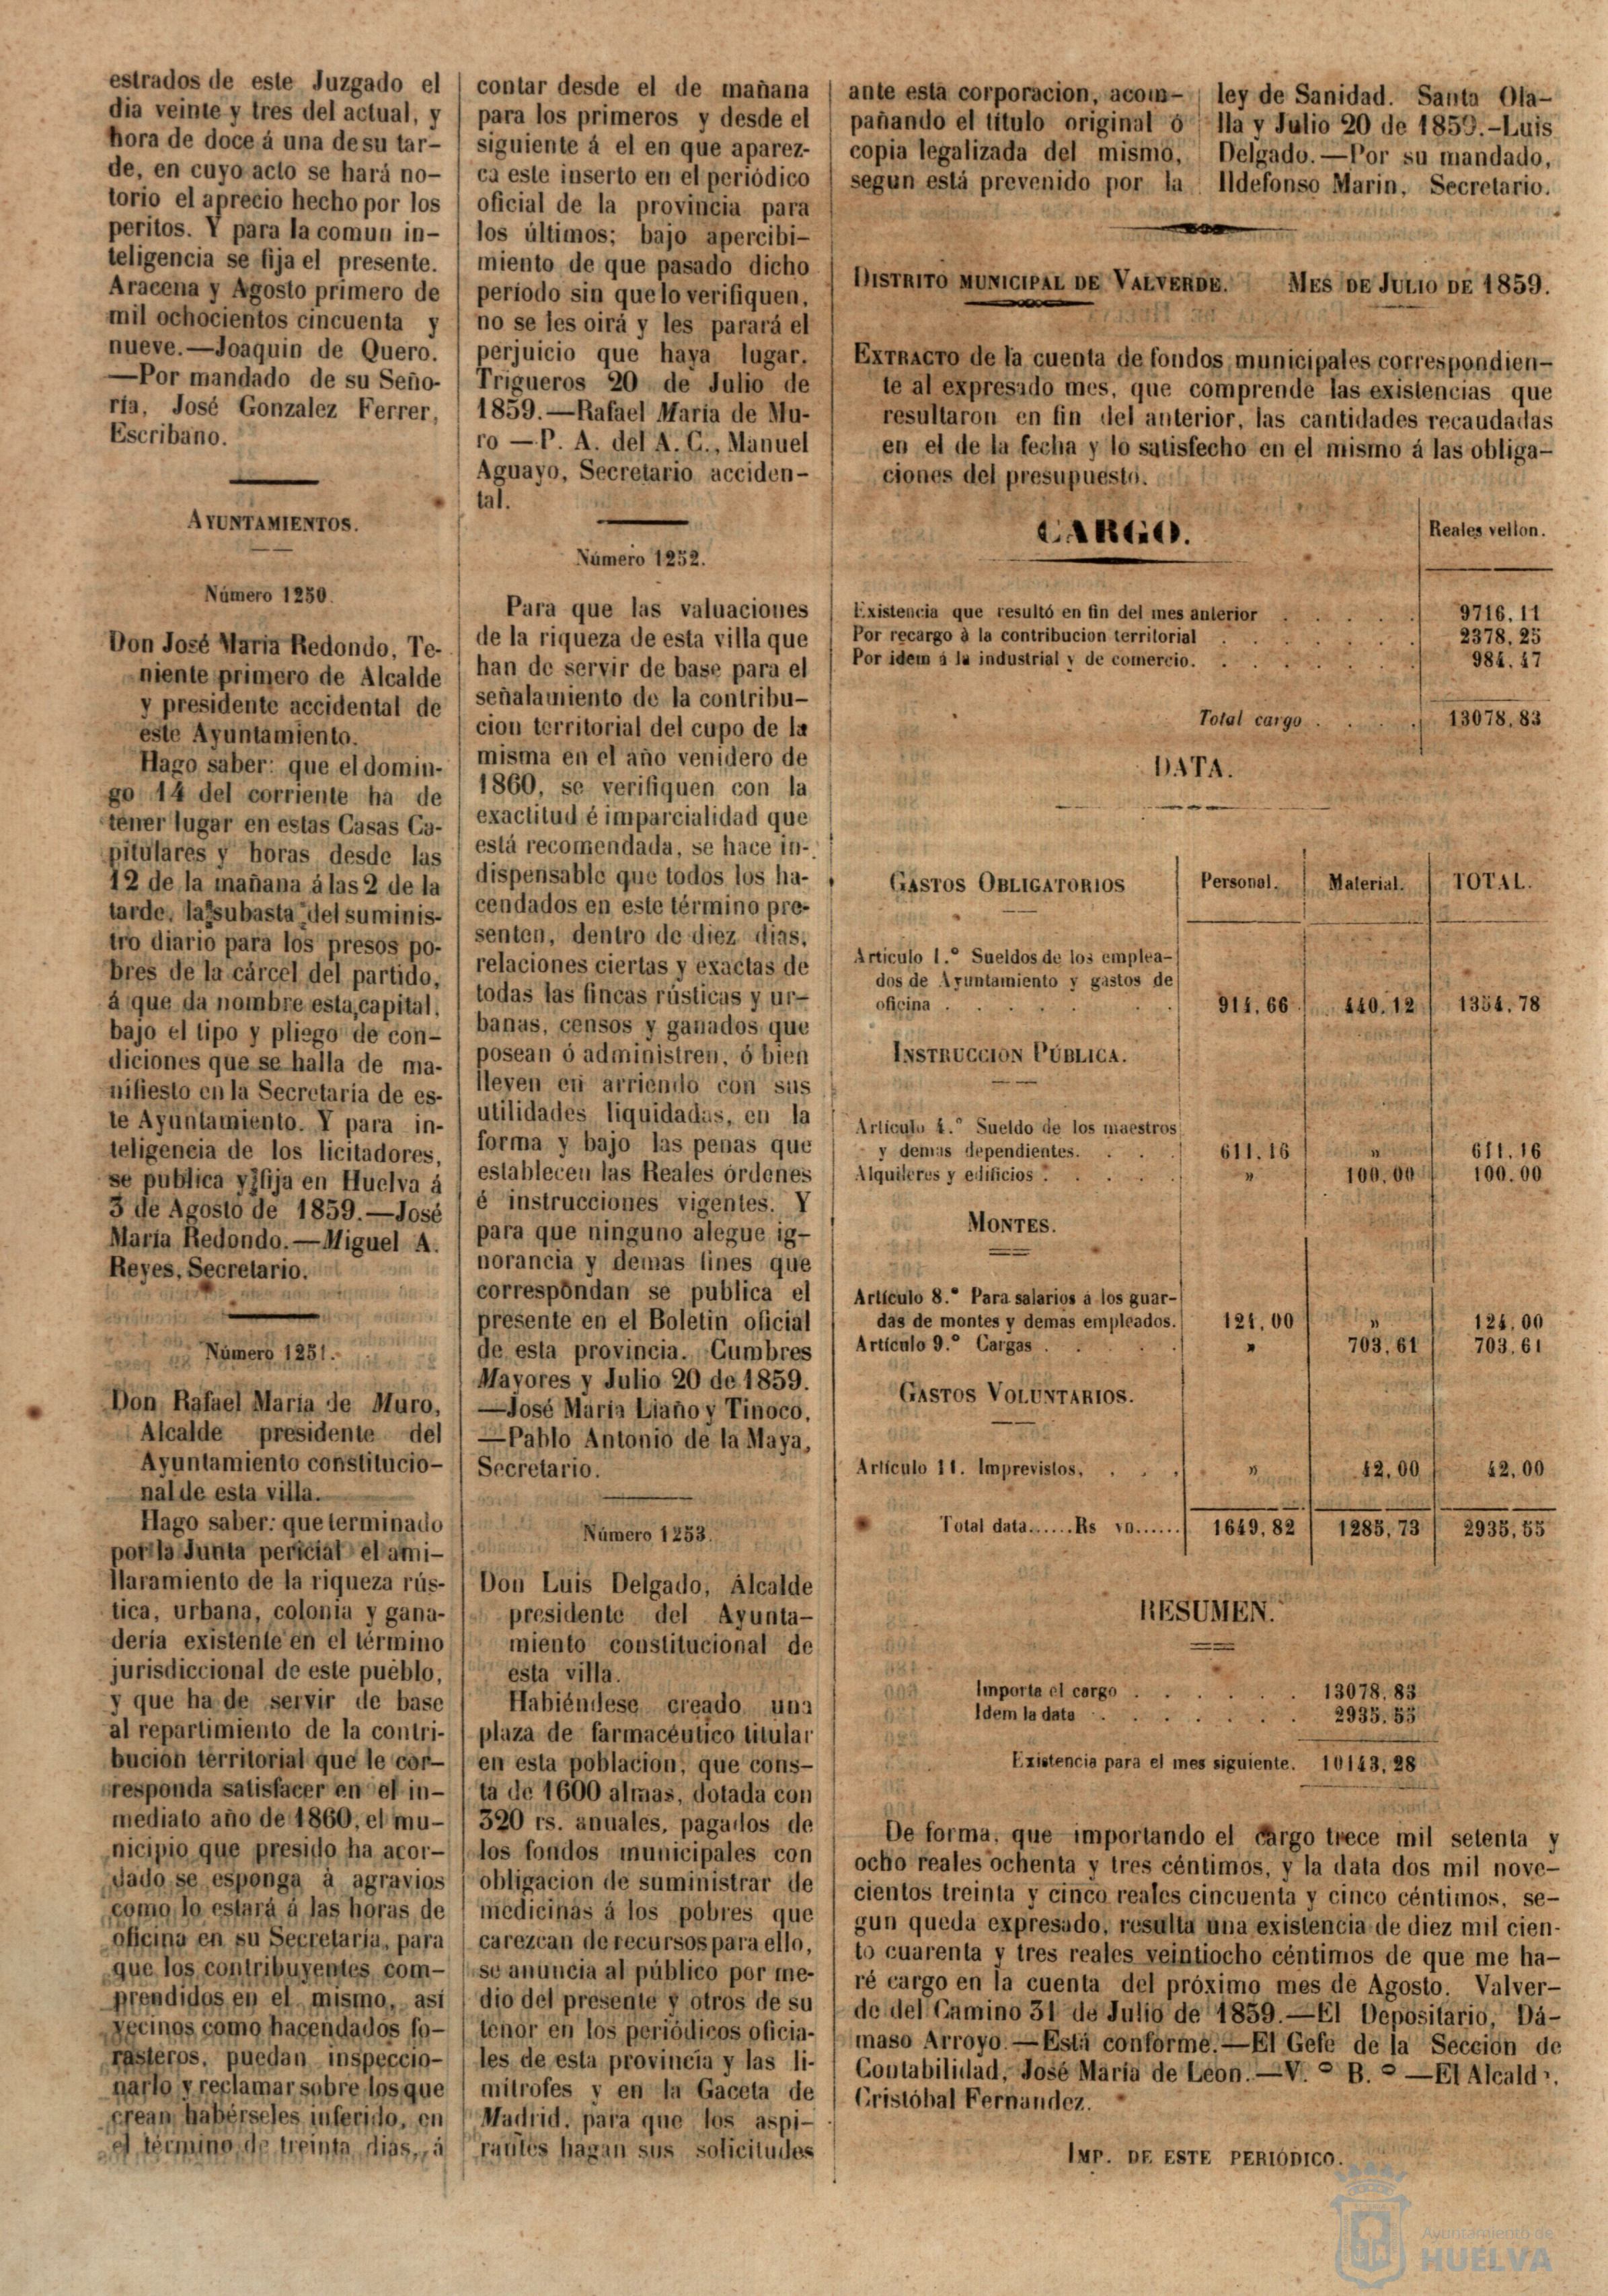 estrados de este Juzgado el
dia veinte y tres del actual, y
hora de doce á una de su tar-
de, en cuyo acto se hará no-
torio el aprecio hecho por los
peritos. Y para la comun in-
teligencia se fija el presente.
Aracena y Agosto primero de
mil ochocientos cincuenta y
nueve.—Joaquin de Quero.
—Por mandado de su Seño-
ría, José Gonzalez Ferrer,
Escribano.
AYUNTAMIENTOS.
Número 1250.
Don José Maria Redondo, Te-
niente primero de Alcalde
y presidente accidental de
este Ayuntamiento.
Hago saber: que el domin-
go 14 del corriente ha de
tener lugar en estas Casas Ca-
pitulares y horas desde las
12 de la mañana á las 2 de la
tarde, la subasta del suminis-
tro diario para los presos po-
bres de la cárcel del partido,
á que da nombre esta capital,
bajo el tipo y pliego de con-
diciones que se halla de ma-
nifiesto en la Secretaria de es-
te Ayuntamiento. Y para in-
teligencia de los licitadores,
se publica y fija en Huelva á
3 de Agosto de 1859.—José
María Redondo.—Miguel A.
Reyes, Secretario.
Número 1251.
Don Rafael María de Muro,
Alcalde presidente del
Ayuntamiento constitucio-
nal de esta villa.
Hago saber: que terminado
por la Junta pericial el ami-
llaramiento de la riqueza rús-
tica, urbana, colonia y gana-
dería existente en el término
jurisdiccional de este pueblo,
y que ha de servir de base
al repartimiento de la contri-
bucion territorial que le cor-
responda satisfacer en el in-
mediato año de 1860, el mu-
nicipio que presido ha acor-
dado se esponga á agravios
como lo estará á las horas de
oficina en su Secretaria, para
que los contribuyentes com-
prendidos en el mismo, así
vecinos como hacendados fo-
rasteros, puedan inspeccio-
narlo y reclamar sobre los que
crean habérseles inferido, en
el término de treinta dias, á
contar desde el de mañana
para los primeros y desde el
siguiente á el en que aparez-
ca este inserto en el periódico
oficial de la provincia para
los últimos; bajo apercibi-
miento de que pasado dicho
período sin que lo verifiquen,
no se les oirá y les parará el
perjuicio que haya lugar.
Trigueros 20 de Julio de
1859.—Rafael María de Mu-
ro —P. A. del A. C., Manuel
Aguayo, Secretario acciden-
tal.
Número 1252.
Para que las valuaciones
de la riqueza de esta villa que
han de servir de base para el
señalamiento de la contribu-
cion territorial del cupo de la
misma en el año venidero de
1860, se verifiquen con la
exactitud é imparcialidad que
está recomendada, se hace in-
dispensable que todos los ha-
cendados en este término pre-
senten, dentro de diez dias,
relaciones ciertas y exactas de
todas las fincas rústicas y ur-
banas, censos y ganados que
posean ó administren, ó bien
lleven en arriendo con sus
utilidades liquidadas, en la
forma y bajo las penas que
establecen las Reales órdenes
é instrucciones vigentes. Y
para que ninguno alegue ig-
norancia y demas fines que
correspondan se publica el
presente en el Boletin oficial
de esta provincia. Cumbres
Mayores y Julio 20 de 1859.
—José María Liaño y Tinoco.
—Pablo Antonio de la Maya,
Secretario.
Número 1253.
Don Luis Delgado, Alcalde
presidente del Ayunta-
miento constitucional de
esta villa.
Habiéndese creado una
plaza de farmacéutico titular
en esta poblacion, que cons-
ta de 1600 almas, dotada con
320 rs. anuales, pagados de
los fondos municipales con
obligacion de suministrar de
medicinas á los pobres que
carezcan de recursos para ello,
se anuncia al público por me-
dio del presente y otros de su
tenor en los periódicos oficia-
les de esta provincia y las li-
mitrofes y en la Gaceta de
Madrid, para que los aspi-
rantes hagan sus solicitudes
ante esta corporacion, acom-
pañando el título original ó
copia legalizada del mismo,
segun está prevenido por la
ley de Sanidad. Santa Ola-
lla y Julio 20 de 1859.—Luis
Delgado.—Por su mandado,
Ildefonso Marin, Secretario.
DISTRITO MUNICIPAL DE VALVERDE. MES DE JULIO DE 1859.
EXTRACTO de la cuenta de fondos municipales correspondien-
te al expresado mes, que comprende las existencias que
resultaron en fin del anterior, las cantidades recaudadas
en el de la fecha y lo satisfecho en el mismo á las obliga-
ciones del presupuesto.
CARGO. Reales vellon.
Existencia que resultó en fin del mes anterior . . . . . 9716,11
Por recargo á la contribucion territorial . . . . . . . 2378,25
Por idem á la industrial y de comercio. . . . . . . . 984,47
Total cargo . . . . . 13078,83
DATA.
GASTOS OBLIGATORIOS Personal. Material. TOTAL.
Artículo 1.° Sueldos de los emplea-
dos de Ayuntamiento y gastos de
oficina . . . . . . 914,66 440,12 1354,78
INSTRUCCION PÚBLICA.
Artículo 4.° Sueldo de los maestros
y demas dependientes. . . . 611,16 » 611,16
Alquileres y edificios . . . . . » 100,00 100,00
MONTES.
Artículo 8.° Para salarios á los guar-
das de montes y demas empleados. 124,00 » 124,00
Artículo 9.° Cargas . . . . . » 703,61 703,61
GASTOS VOLUNTARIOS.
Artículo 11. Imprevistos, . . . » 42,00 42,00
Total data......Rs vn...... 1649,82 1285,73 2935,55
RESUMEN.
Importa el cargo . . . . . . . 13078,83
Idem la data . . . . . . . . 2935,55
Existencia para el mes siguiente. 10143,28
De forma, que importando el cargo trece mil setenta y
ocho reales ochenta y tres céntimos, y la data dos mil nove-
cientos treinta y cinco reales cincuenta y cinco céntimos, se-
gun queda expresado, resulta una existencia de diez mil cien-
to cuarenta y tres reales veintiocho céntimos de que me ha-
ré cargo en la cuenta del próximo mes de Agosto. Valver-
de del Camino 31 de Julio de 1859.—El Depositario, Dá-
maso Arroyo.—Está conforme.—El Gefe de la Seccion de
Contabilidad, José María de Leon.—V.° B.°—El Alcalde,
Cristóbal Fernandez.
IMP. DE ESTE PERIÓDICO.
Ayuntamiento de
HUELVA